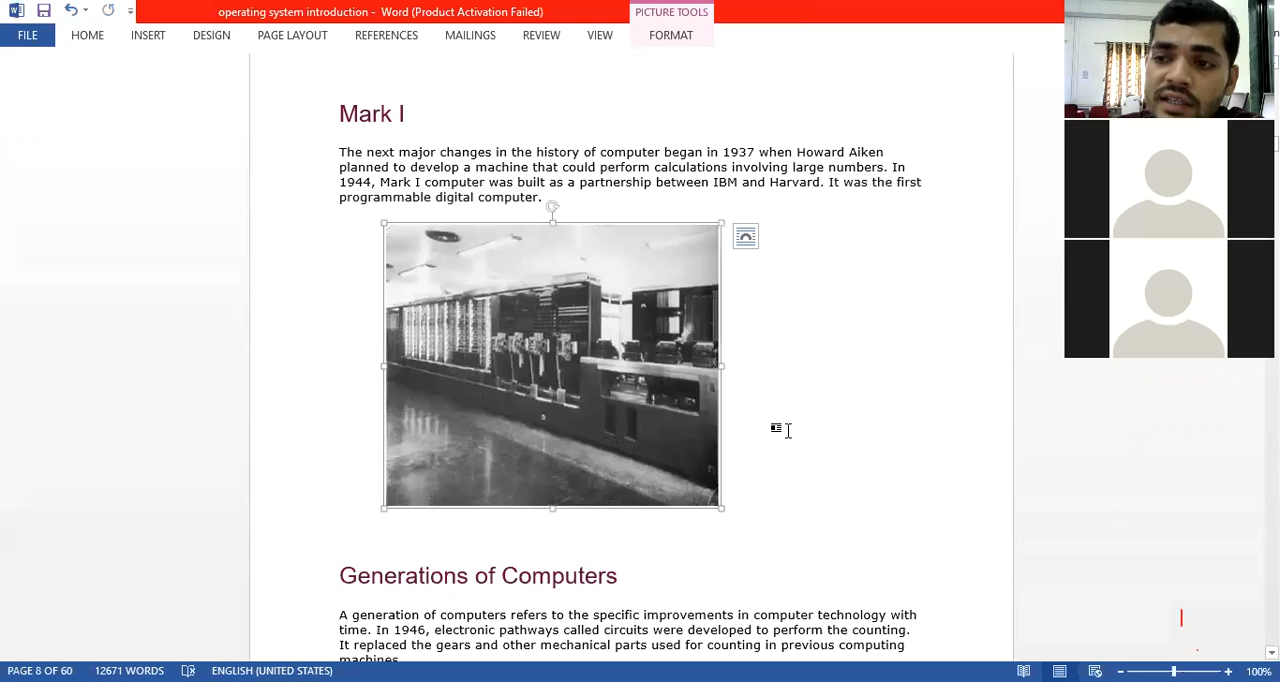 operating system introduction - Word (Product Activation Failed)
PICTURE TOOLS
FILE HOME INSERT DESIGN PAGE LAYOUT REFERENCES MAILINGS REVIEW VIEW FORMAT
Mark I
The next major changes in the history of computer began in 1937 when Howard Aiken
planned to develop a machine that could perform calculations involving large numbers. In
1944, Mark I computer was built as a partnership between IBM and Harvard. It was the first
programmable digital computer.
Generations of Computers
A generation of computers refers to the specific improvements in computer technology with
time. In 1946, electronic pathways called circuits were developed to perform the counting.
It replaced the gears and other mechanical parts used for counting in previous computing
machines.
PAGE 8 OF 60 12671 WORDS ENGLISH (UNITED STATES) 100%